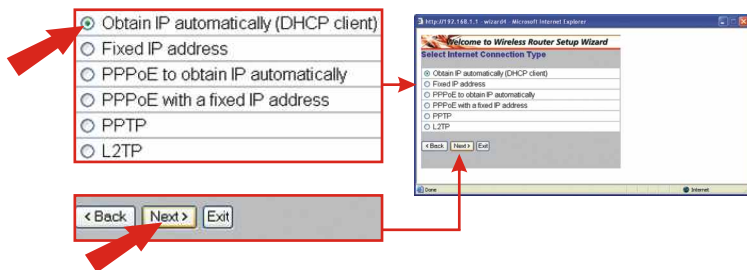 Obtain IP automatically (DHCP client)
Fixed IP address
PPPoE to obtain IP automatically
PPPoE with a fixed IP address
PPTP
L2TP
< Back Next > Exit
http://192.168.1.1 - wizard4 - Microsoft Internet Explorer
Welcome to Wireless Router Setup Wizard
Select Internet Connection Type
Obtain IP automatically (DHCP client)
Fixed IP address
PPPoE to obtain IP automatically
PPPoE with a fixed IP address
PPTP
L2TP
< Back Next > Exit
Done Internet